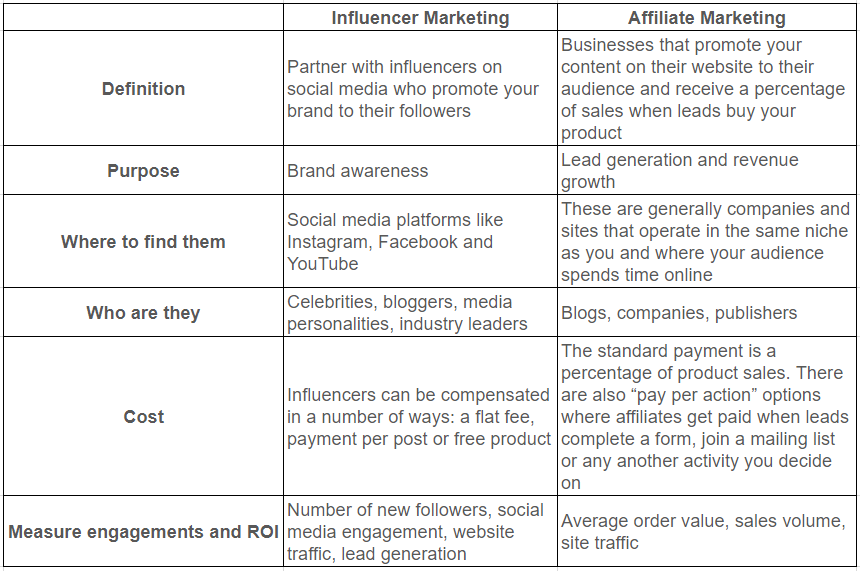 Influencer Marketing
Affiliate Marketing
Definition
Partner with influencers on
social media who promote your
brand to their followers
Businesses that promote your
content on their website to their
audience and receive a percentage
of sales when leads buy your
product
Purpose
Brand awareness
Lead generation and revenue
growth
Where to find them
Social media platforms like
Instagram, Facebook and
YouTube
These are generally companies and
sites that operate in the same niche
as you and where your audience
spends time online
Who are they
Celebrities, bloggers, media
personalities, industry leaders
Blogs, companies, publishers
Cost
Influencers can be compensated
in a number of ways: a flat fee,
payment per post or free product
The standard payment is a
percentage of product sales. There
are also “pay per action” options
where affiliates get paid when leads
complete a form, join a mailing list
or any another activity you decide
on
Measure engagements and ROI
Number of new followers, social
media engagement, website
traffic, lead generation
Average order value, sales volume,
site traffic